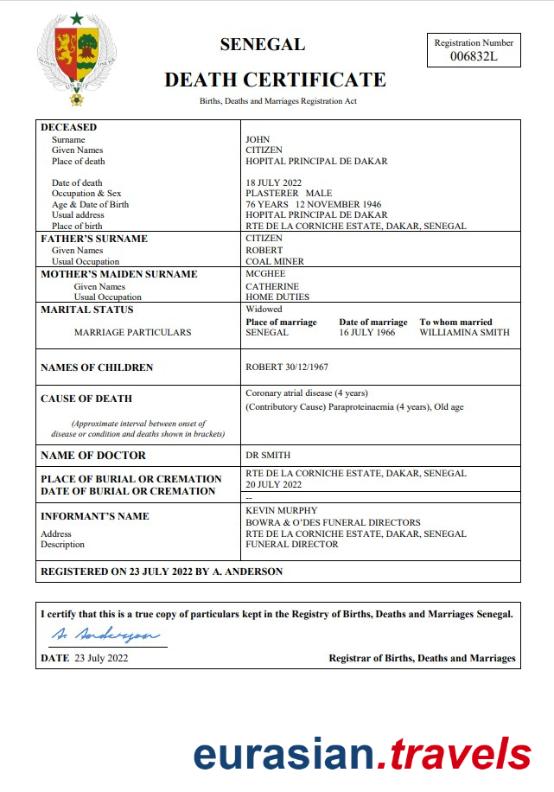 SENEGAL
Registration Number
006832L
DEATH CERTIFICATE
Births, Deaths and Marriages Registration Act
DECEASED
Surname JOHN
Given Names CITIZEN
Place of death HOPITAL PRINCIPAL DE DAKAR
Date of death 18 JULY 2022
Occupation & Sex PLASTERER MALE
Age & Date of Birth 76 YEARS 12 NOVEMBER 1946
Usual address HOPITAL PRINCIPAL DE DAKAR
Place of birth RTE DE LA CORNICHE ESTATE, DAKAR, SENEGAL
FATHER'S SURNAME CITIZEN
Given Names ROBERT
Usual Occupation COAL MINER
MOTHER'S MAIDEN SURNAME MCGHEE
Given Names CATHERINE
Usual Occupation HOME DUTIES
MARITAL STATUS Widowed
Place of marriage Date of marriage To whom married
MARRIAGE PARTICULARS SENEGAL 16 JULY 1966 WILLIAMINA SMITH
NAMES OF CHILDREN ROBERT 30/12/1967
CAUSE OF DEATH Coronary atrial disease (4 years)
(Contributory Cause) Paraproteinaemia (4 years), Old age
(Approximate interval between onset of
disease or condition and deaths shown in brackets)
NAME OF DOCTOR DR SMITH
PLACE OF BURIAL OR CREMATION RTE DE LA CORNICHE ESTATE, DAKAR, SENEGAL
DATE OF BURIAL OR CREMATION 20 JULY 2022
--
INFORMANT'S NAME KEVIN MURPHY
BOWRA & O'DES FUNERAL DIRECTORS
Address RTE DE LA CORNICHE ESTATE, DAKAR, SENEGAL
Description FUNERAL DIRECTOR
REGISTERED ON 23 JULY 2022 BY A. ANDERSON
I certify that this is a true copy of particulars kept in the Registry of Births, Deaths and Marriages Senegal.
A. Anderson
DATE 23 July 2022 Registrar of Births, Deaths and Marriages
eurasian.travels